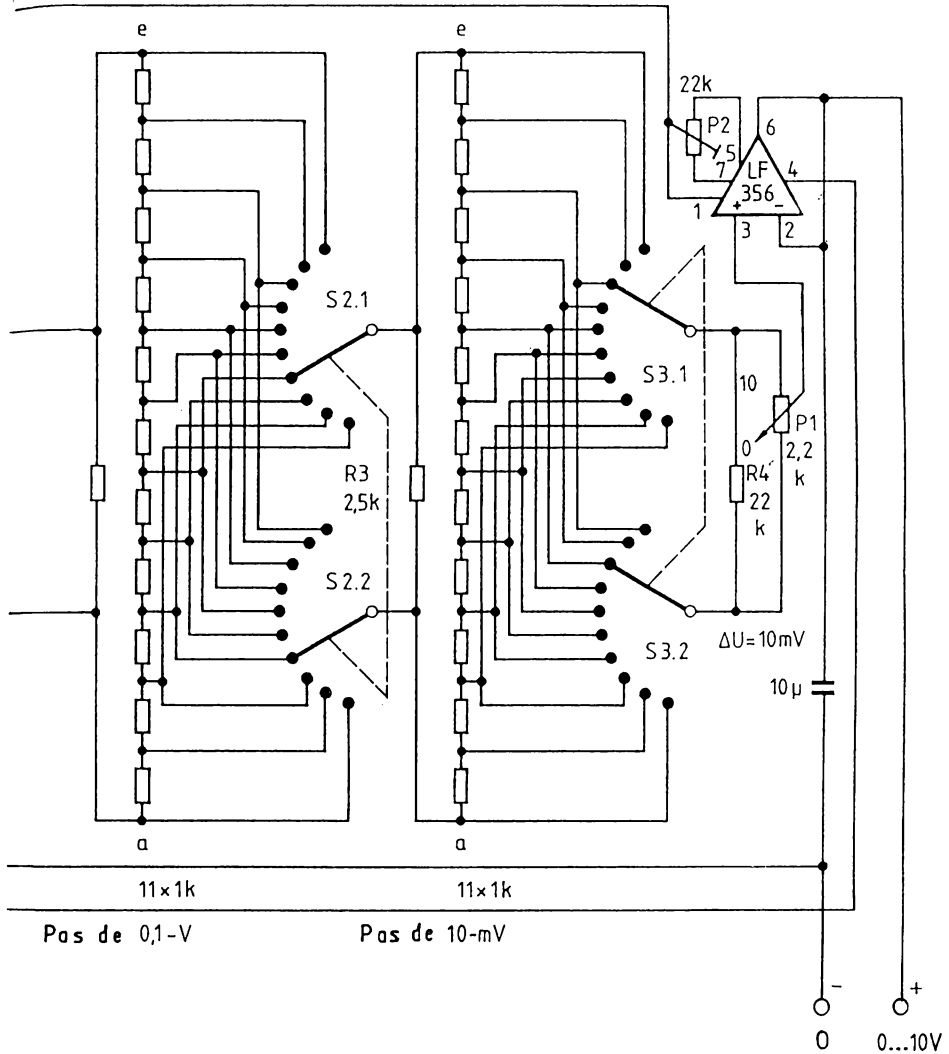 e
e
22k
P2
5
7
6
4
LF
356
+
-
1
3
2
S2.1
S3.1
10
P1
2,2
k
0
R4
22
k
R3
2,5k
S2.2
S3.2
ΔU=10mV
10µ
a
a
11×1k
11×1k
Pas de 0,1-V
Pas de 10-mV
-
+
0
0...10V